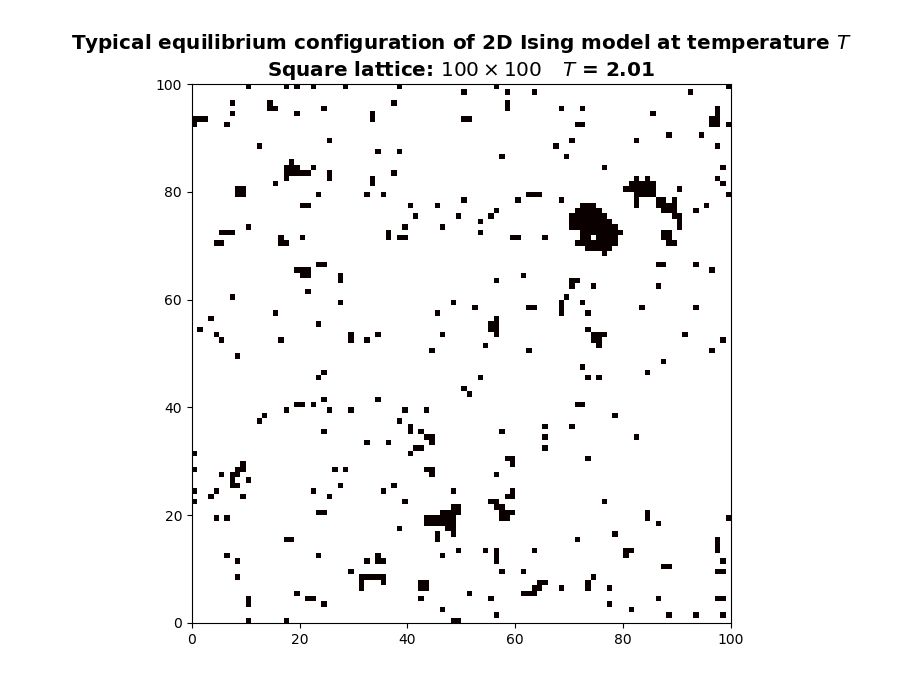 Typical equilibrium configuration of 2D Ising model at temperature T
Square lattice: 100 × 100 T = 2.01
100
80
60
40
20
0
0 20 40 60 80 100